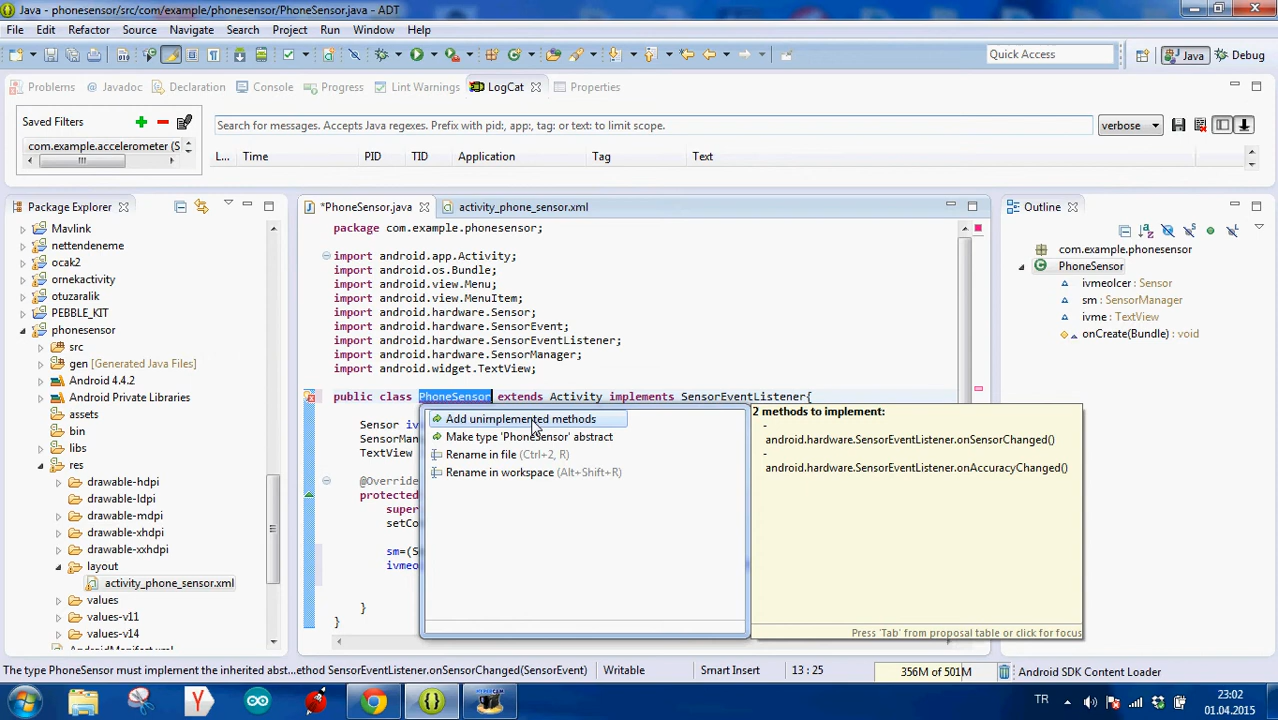 Java - phonesensor/src/com/example/phonesensor/PhoneSensor.java - ADT
File Edit Refactor Source Navigate Search Project Run Window Help
Quick Access
Java
Debug
Problems Javadoc Declaration Console Progress Lint Warnings LogCat Properties
Saved Filters
com.example.accelerometer (S
Search for messages. Accepts Java regexes. Prefix with pid:, app:, tag: or text: to limit scope.
verbose
L... Time PID TID Application Tag Text
Package Explorer
Mavlink
nettendeneme
ocak2
ornekactivity
otuzaralik
PEBBLE_KIT
phonesensor
src
gen [Generated Java Files]
Android 4.4.2
Android Private Libraries
assets
bin
libs
res
drawable-hdpi
drawable-ldpi
drawable-mdpi
drawable-xhdpi
drawable-xxhdpi
layout
activity_phone_sensor.xml
values
values-v11
values-v14
AndroidManifest.xml
*PhoneSensor.java
activity_phone_sensor.xml
package com.example.phonesensor;
import android.app.Activity;
import android.os.Bundle;
import android.view.Menu;
import android.view.MenuItem;
import android.hardware.Sensor;
import android.hardware.SensorEvent;
import android.hardware.SensorEventListener;
import android.hardware.SensorManager;
import android.widget.TextView;
public class PhoneSensor extends Activity implements SensorEventListener{
Sensor iv
SensorMan
TextView
@Override
protected
super
setCo
sm=(S
ivmeo
}
}
Add unimplemented methods
Make type 'PhoneSensor' abstract
Rename in file (Ctrl+2, R)
Rename in workspace (Alt+Shift+R)
2 methods to implement:
-
android.hardware.SensorEventListener.onSensorChanged()
-
android.hardware.SensorEventListener.onAccuracyChanged()
Press 'Tab' from proposal table or click for focus
Outline
com.example.phonesensor
PhoneSensor
ivmeolcer : Sensor
sm : SensorManager
ivme : TextView
onCreate(Bundle) : void
The type PhoneSensor must implement the inherited abst...ethod SensorEventListener.onSensorChanged(SensorEvent)
Writable
Smart Insert
13 : 25
356M of 501M
Android SDK Content Loader
TR
23:02
01.04.2015